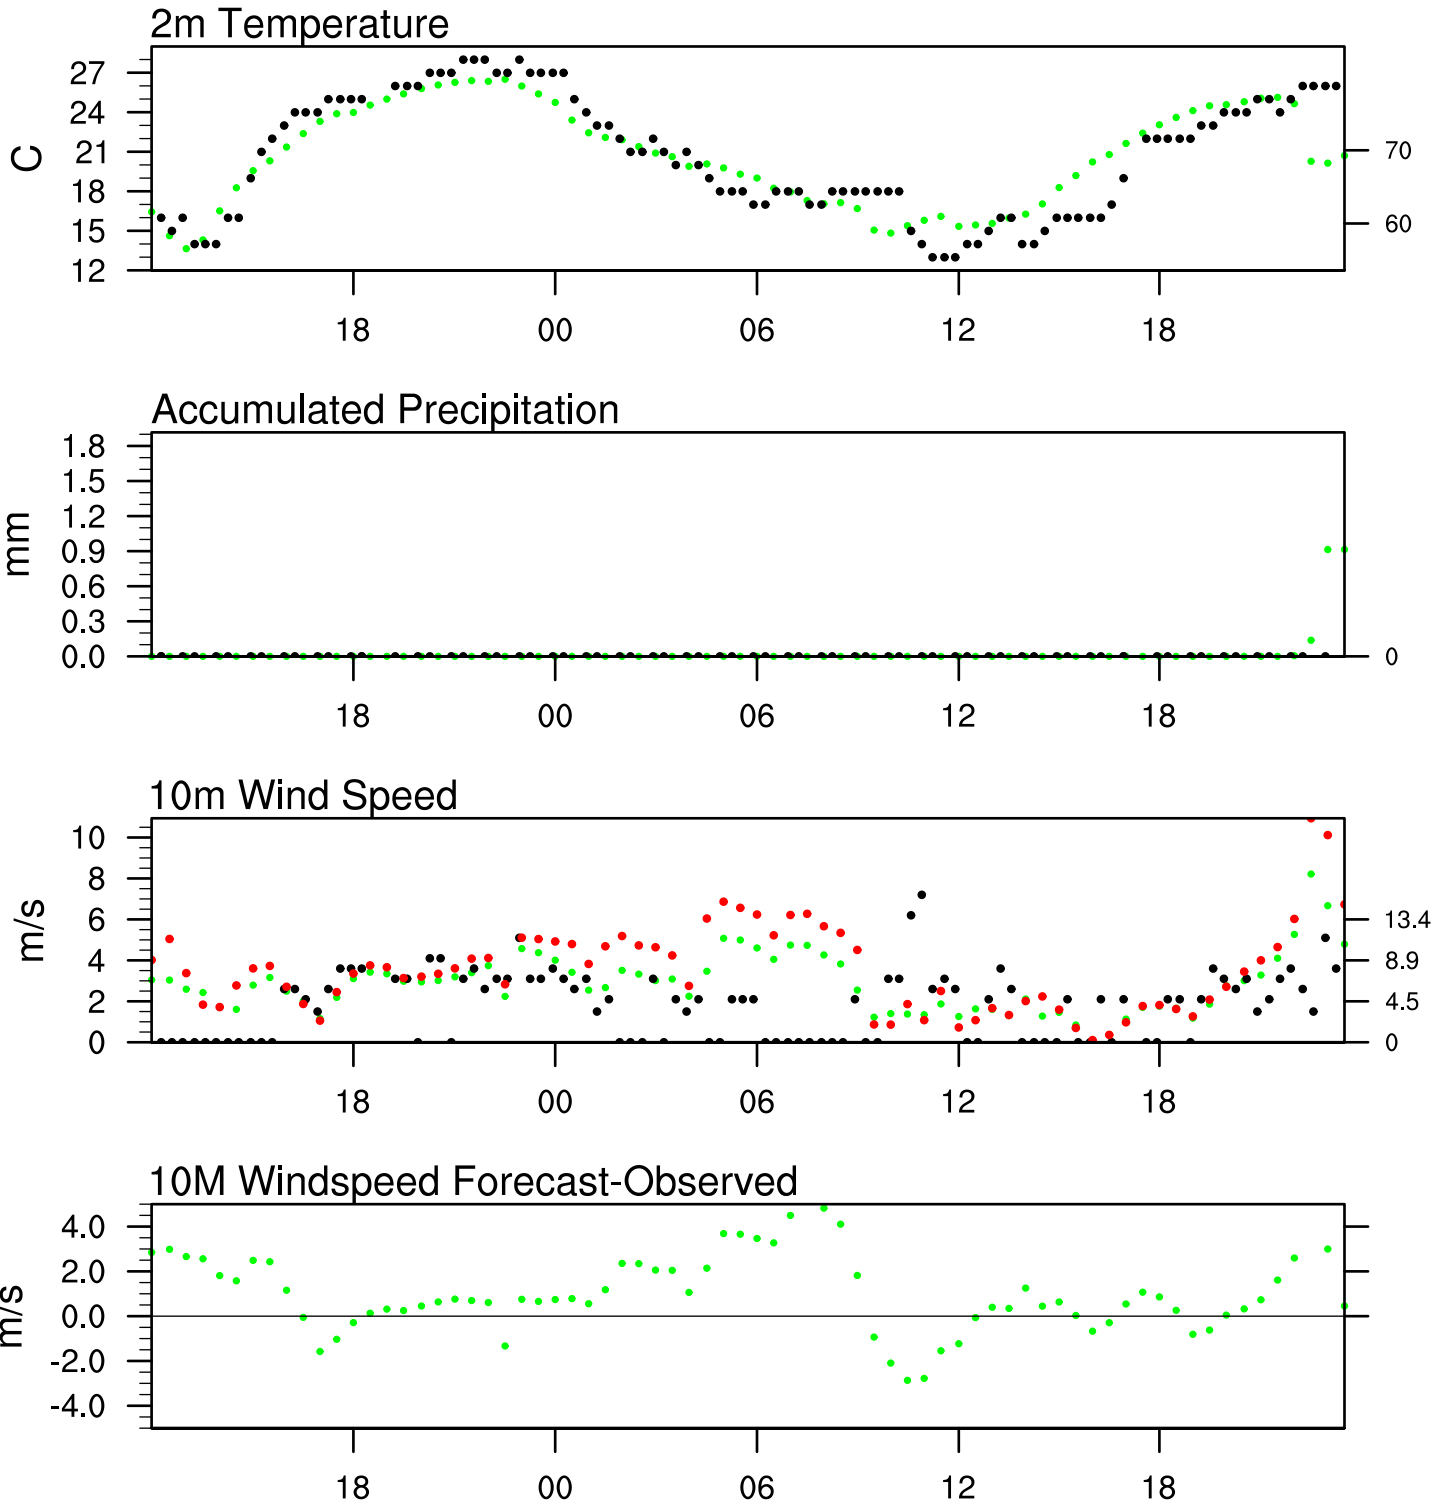 2m Temperature
27
24
21
18
15
12
C
70
60
18 00 06 12 18
Accumulated Precipitation
1.8
1.5
1.2
0.9
0.6
0.3
0.0
mm
0
18 00 06 12 18
10m Wind Speed
10
8
6
4
2
0
m/s
13.4
8.9
4.5
0
18 00 06 12 18
10M Windspeed Forecast-Observed
4.0
2.0
0.0
-2.0
-4.0
m/s
18 00 06 12 18